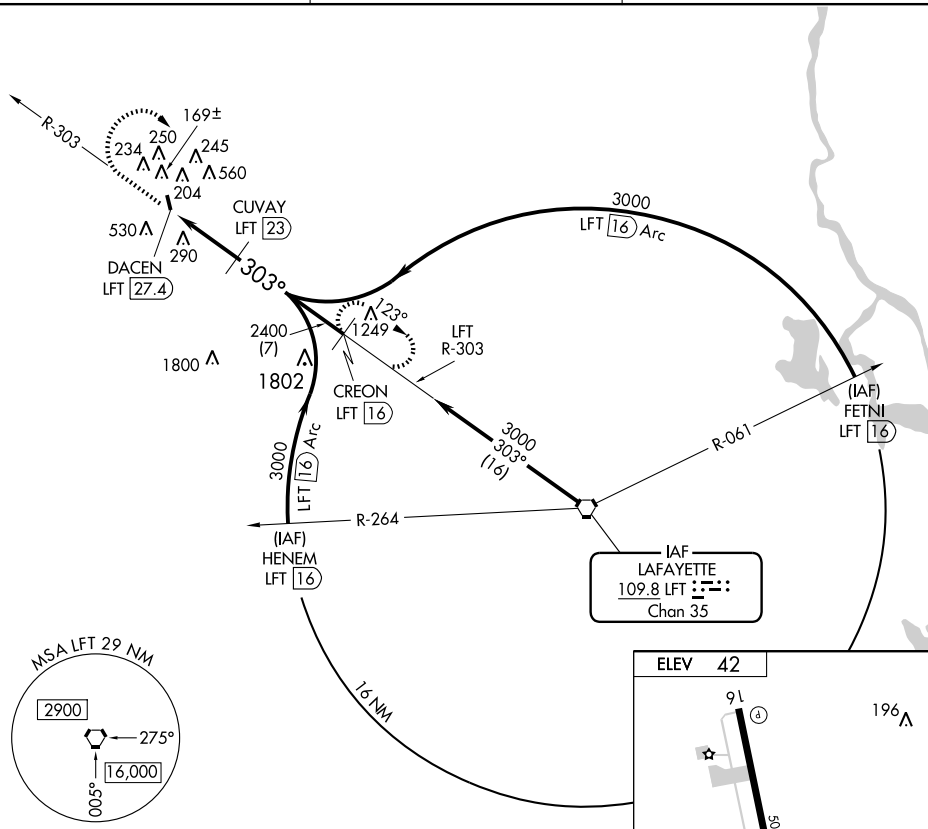 R-303
169±
250
234
245
560
204
CUVAY
LFT 23
530
290
DACEN
LFT 27.4
303°
3000
LFT 16 Arc
2400
(7)
123°
1249
LFT
R-303
1800
1802
CREON
LFT 16
(IAF)
FETNI
LFT 16
R-061
3000
303°
(16)
3000
LFT 16 Arc
R-264
(IAF)
HENEM
LFT 16
IAF
LAFAYETTE
109.8 LFT
Chan 35
MSA LFT 29 NM
2900
275°
16,000
005°
16 NM
ELEV 42
16
P
196
50